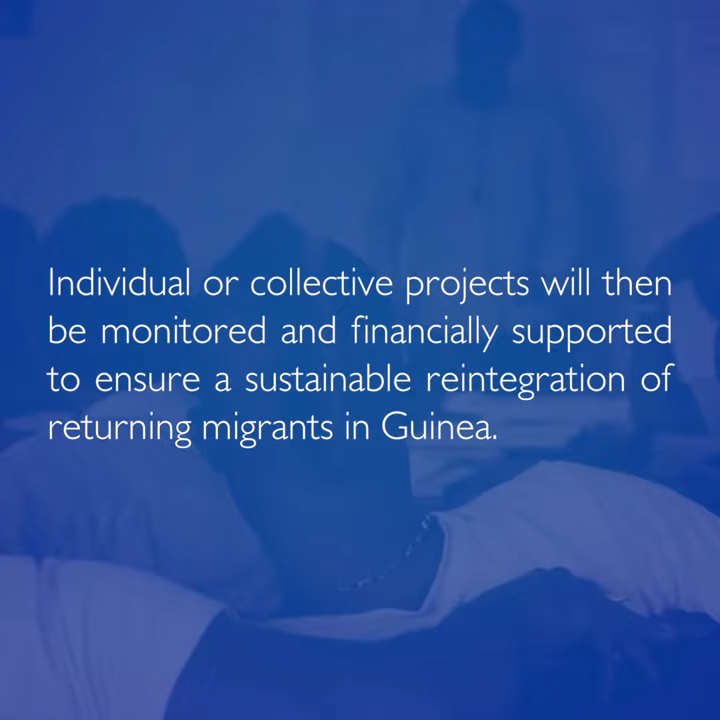 Individual or collective projects will then
be monitored and financially supported
to ensure a sustainable reintegration of
returning migrants in Guinea.